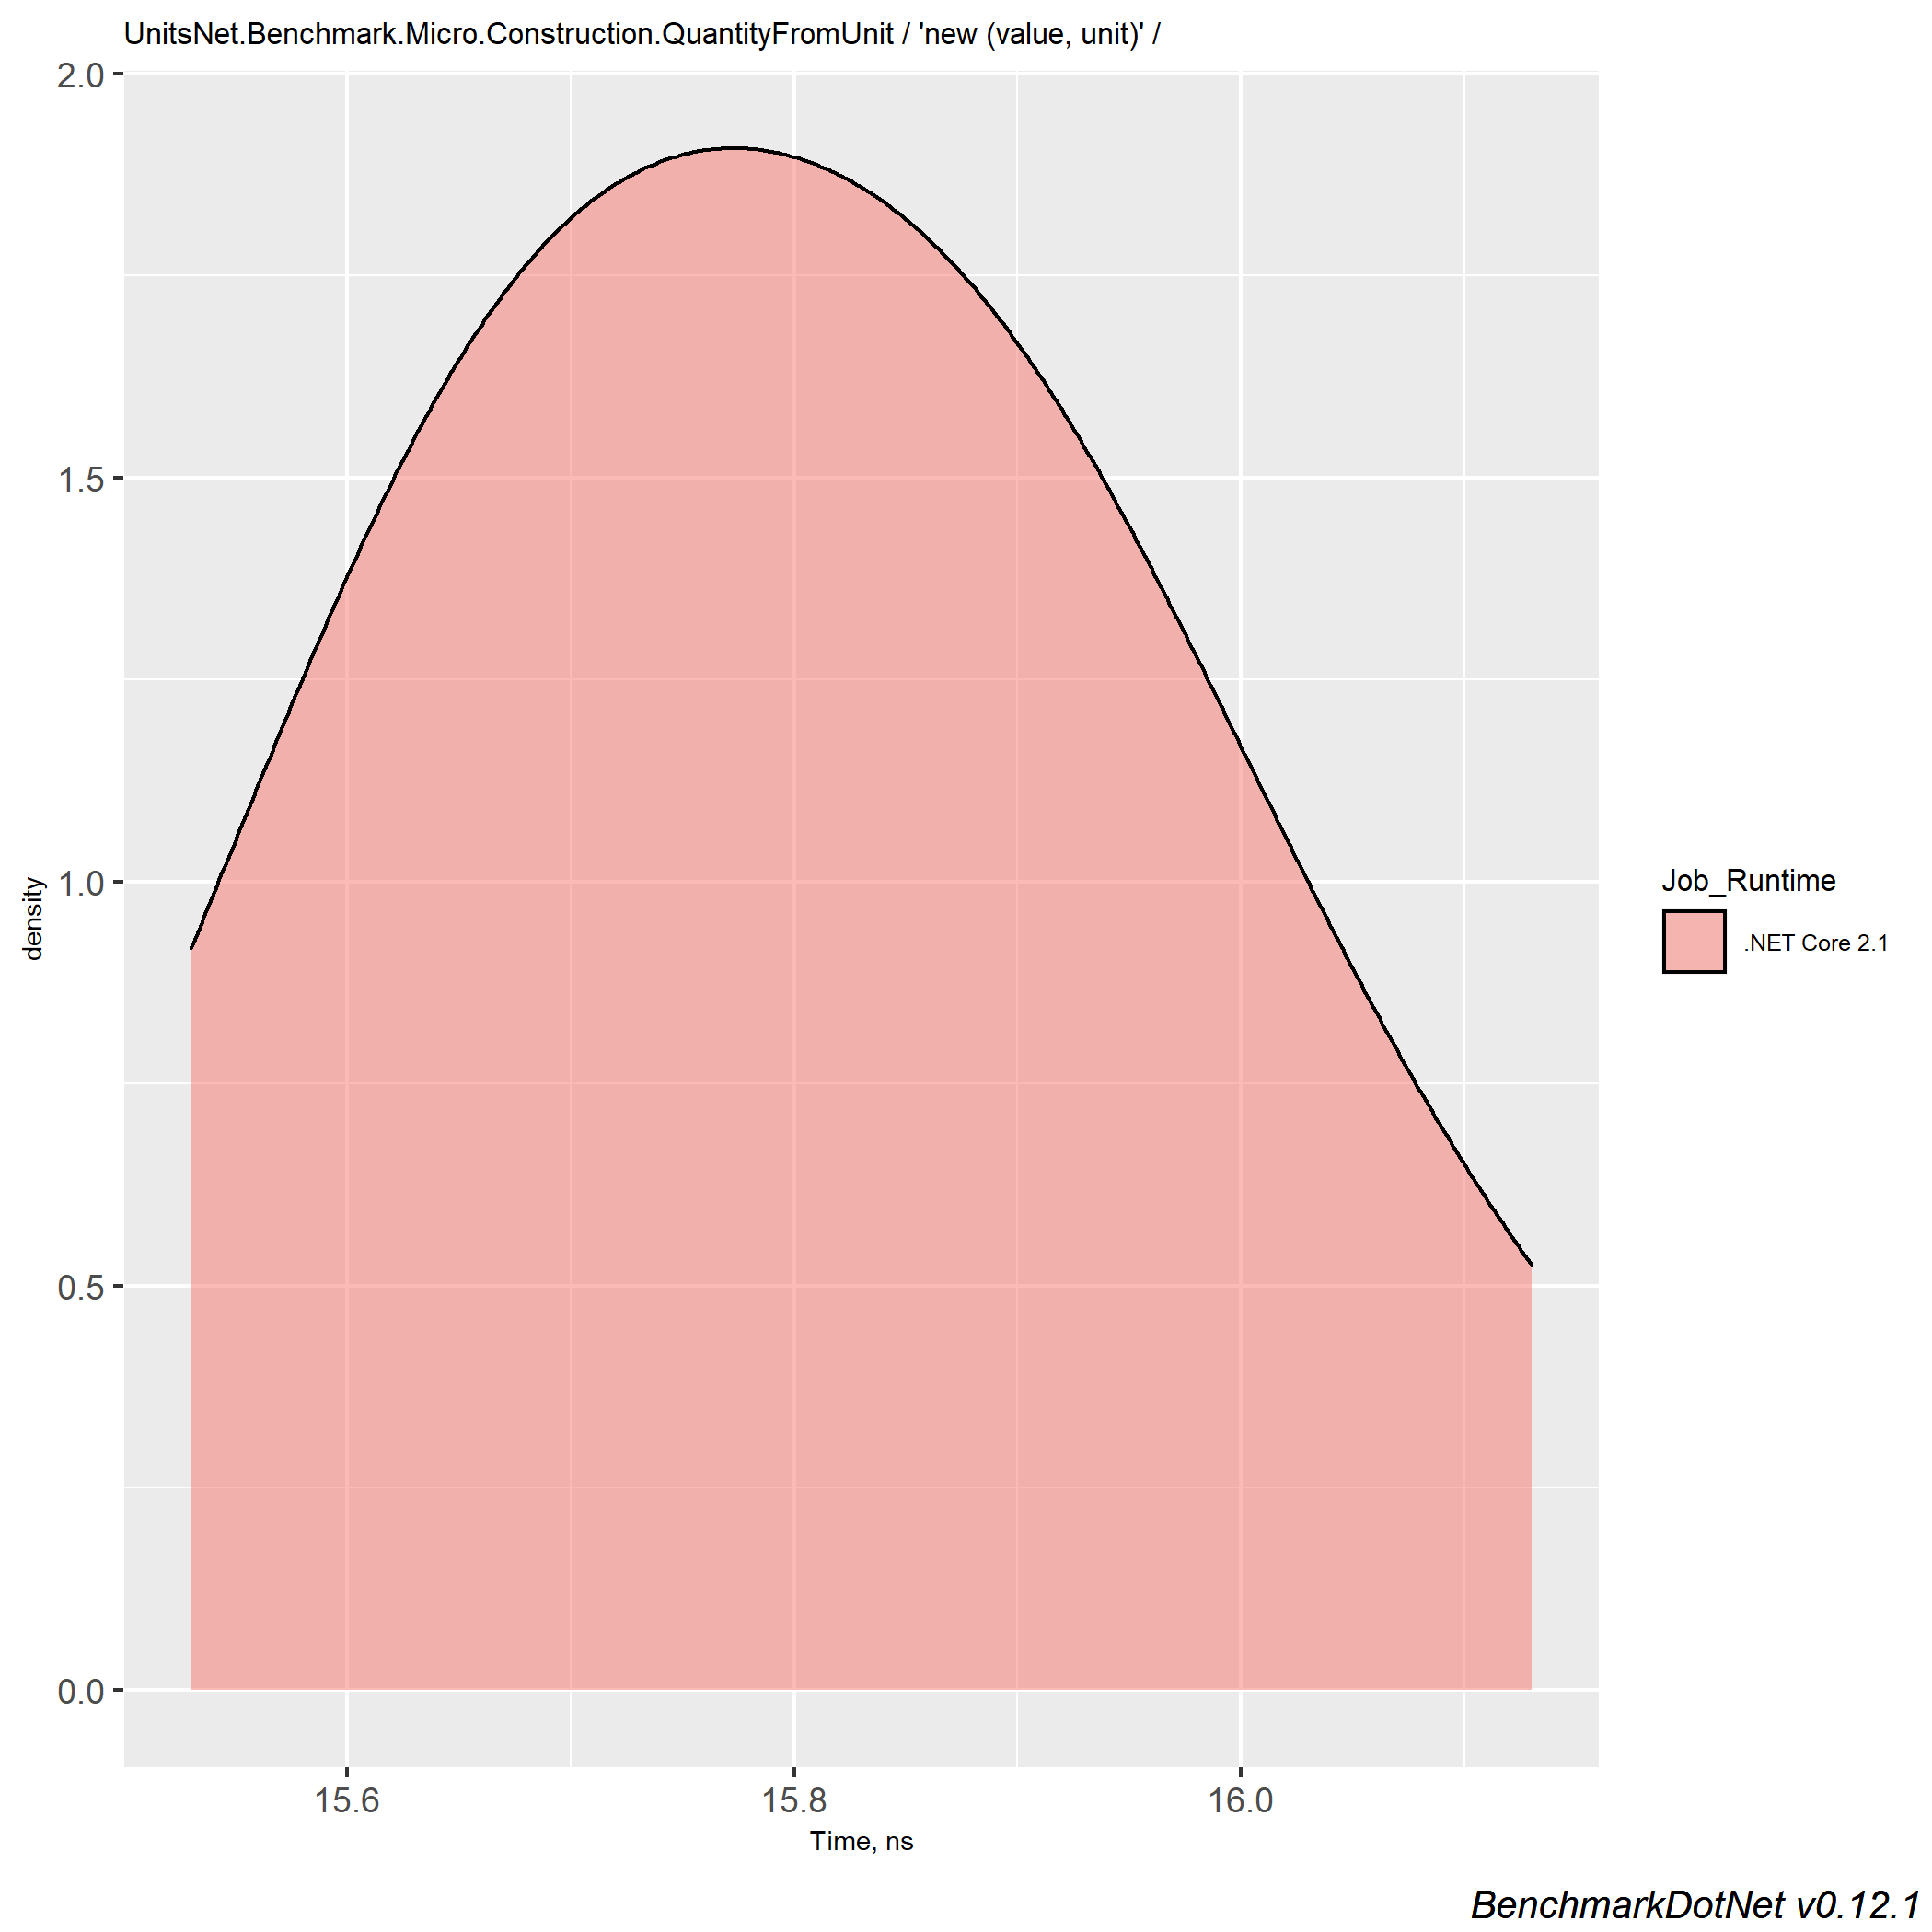 UnitsNet.Benchmark.Micro.Construction.QuantityFromUnit / 'new (value, unit)' /
2.0
1.5
1.0
0.5
0.0
density
15.6
15.8
16.0
Time, ns
Job_Runtime
.NET Core 2.1
BenchmarkDotNet v0.12.1